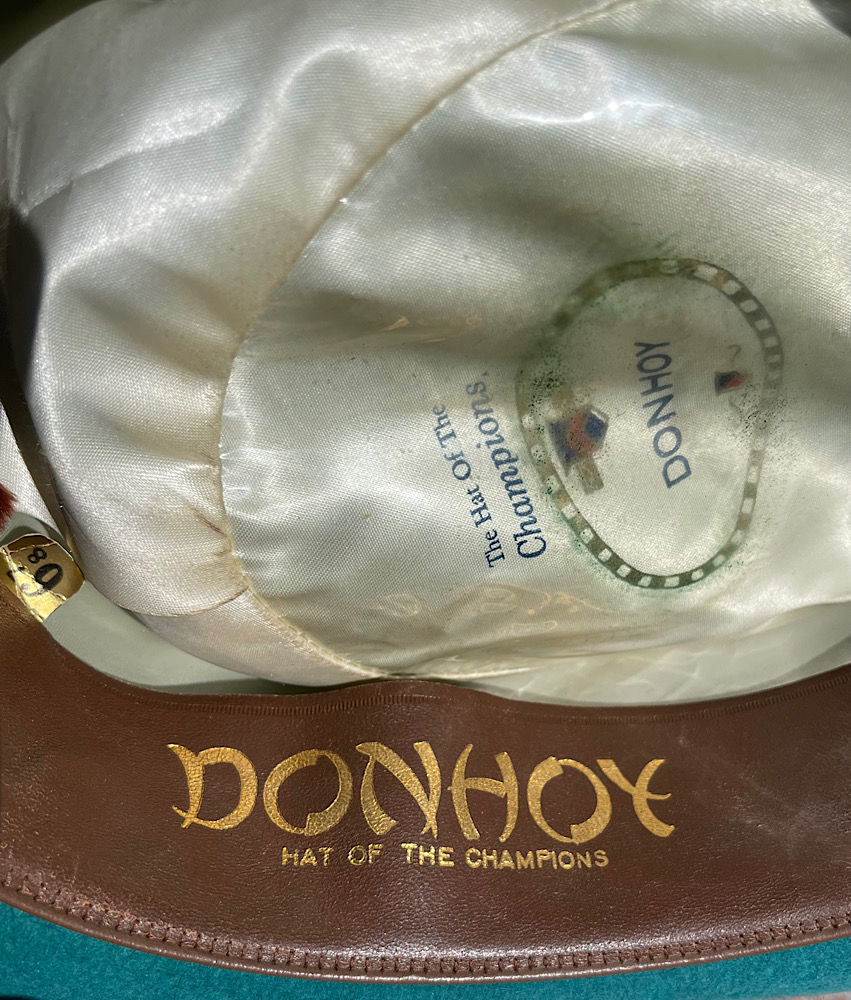 The Hat Of The
Champions.
DONHOY
DONHOY
HAT OF THE CHAMPIONS